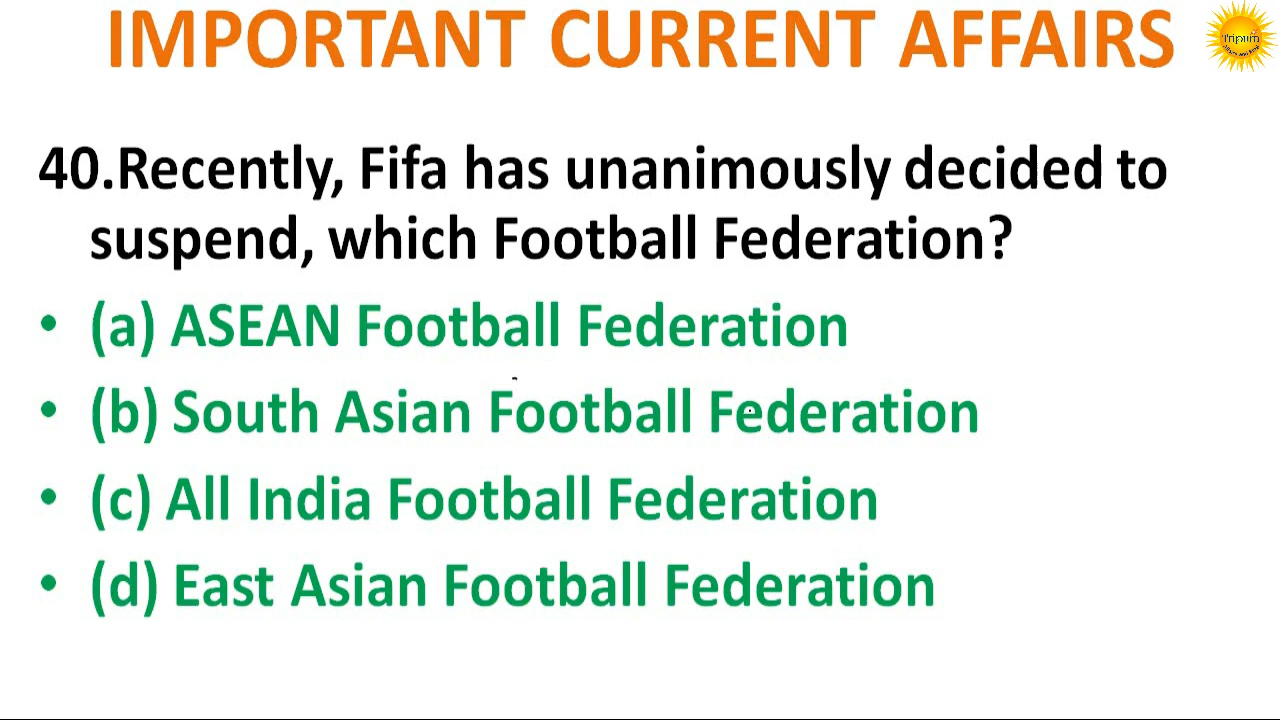 IMPORTANT CURRENT AFFAIRS
Tripura
40.Recently, Fifa has unanimously decided to
suspend, which Football Federation?
• (a) ASEAN Football Federation
• (b) South Asian Football Federation
• (c) All India Football Federation
• (d) East Asian Football Federation